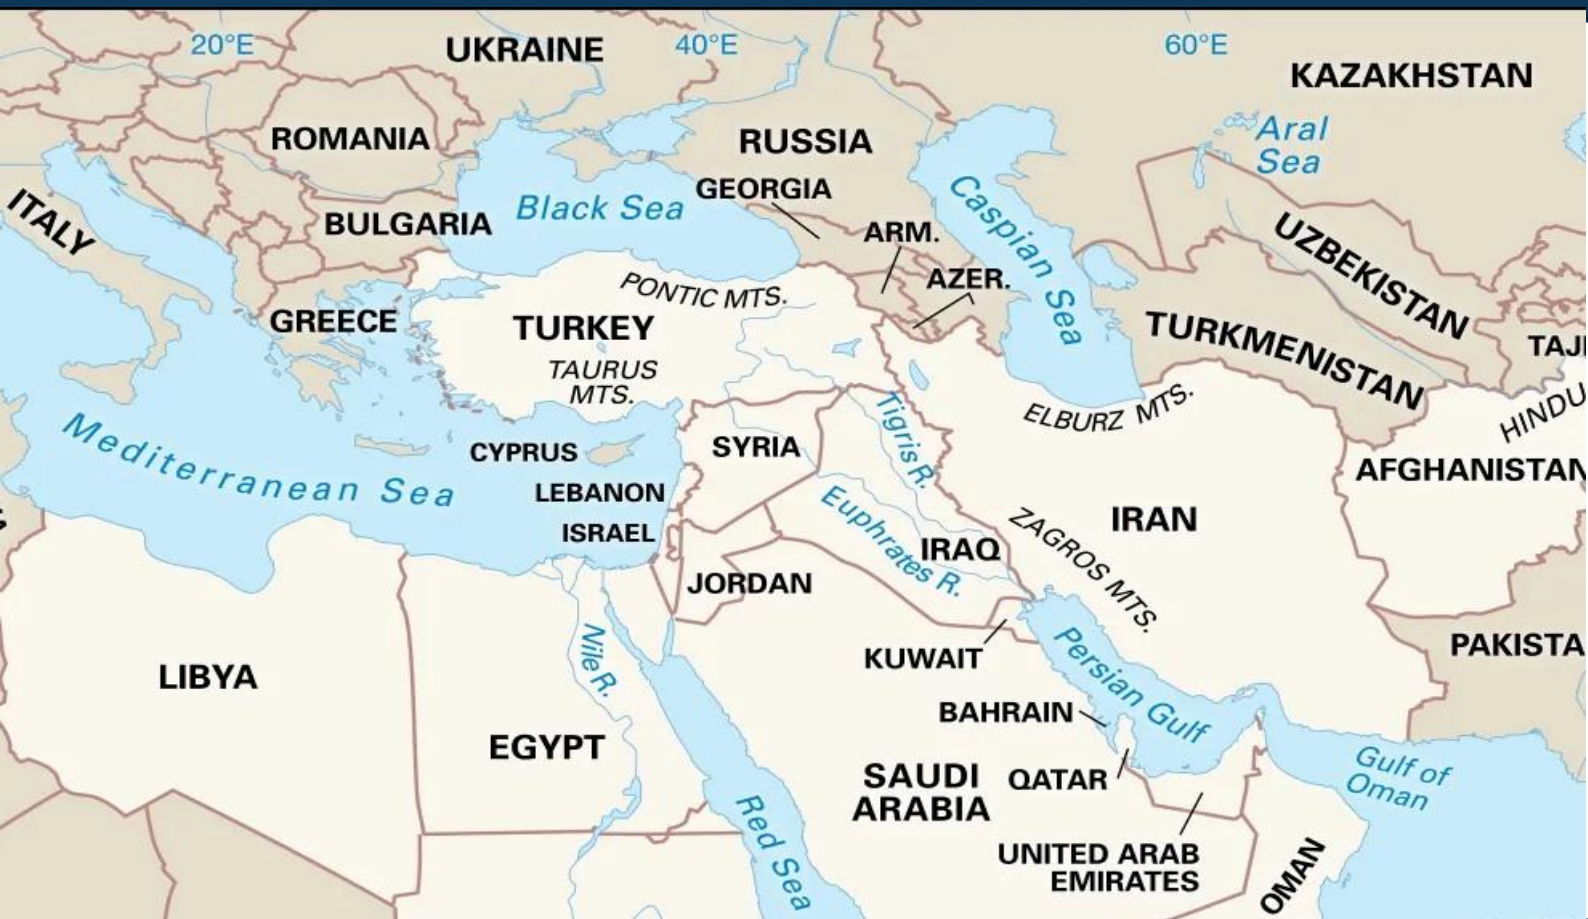 20°E
UKRAINE
40°E
60°E
KAZAKHSTAN
ROMANIA
RUSSIA
Aral
Sea
GEORGIA
ITALY
BULGARIA
Black Sea
ARM.
Caspian Sea
UZBEKISTAN
AZER.
PONTIC MTS.
GREECE
TURKEY
TURKMENISTAN
TAJI
TAURUS
MTS.
ELBURZ MTS.
HINDU
Mediterranean Sea
CYPRUS
SYRIA
Tigris R.
AFGHANISTAN
LEBANON
Euphrates R.
ISRAEL
IRAQ
ZAGROS MTS.
IRAN
JORDAN
Nile R.
KUWAIT
Persian Gulf
PAKISTA
LIBYA
BAHRAIN
EGYPT
SAUDI
ARABIA
QATAR
Gulf of
Oman
Red Sea
UNITED ARAB
EMIRATES
OMAN